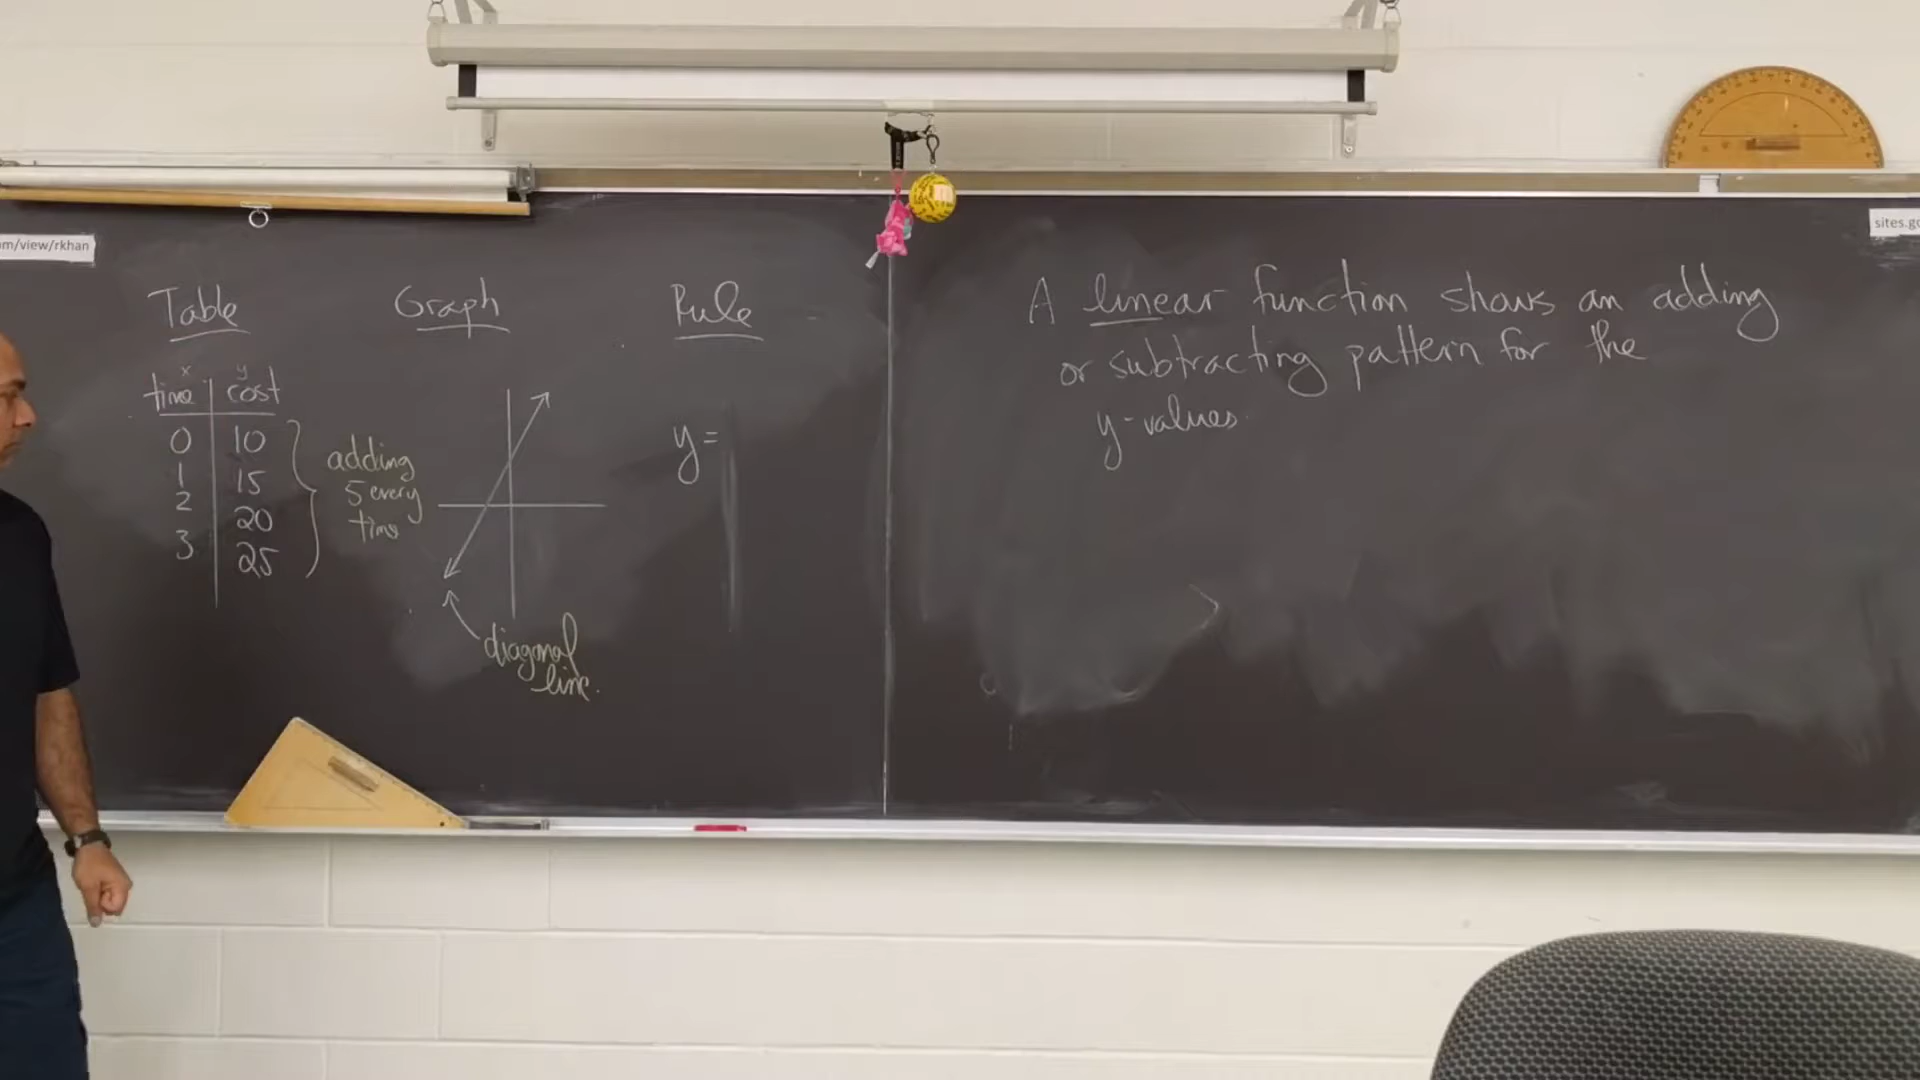 m/view/rkhan
sites.go
Table
x y
time cost
0 10
1 15
2 20
3 25
adding
5 every
time
Graph
diagonal
line.
Rule
y=
A linear function shows an adding
or subtracting pattern for the
y-values.